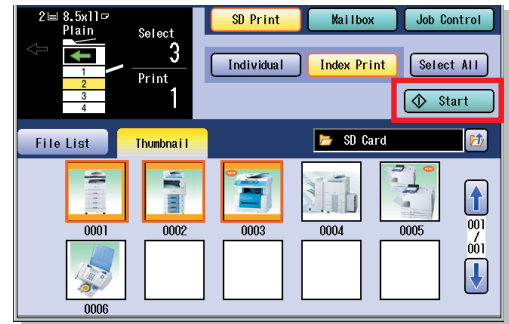 2 8.5x11
Plain
Select
3
Print
1
1
2
3
4
SD Print
Mailbox
Job Control
Individual
Index Print
Select All
Start
File List
Thumbnail
SD Card
0001
0002
0003
0004
0005
001
/
001
0006